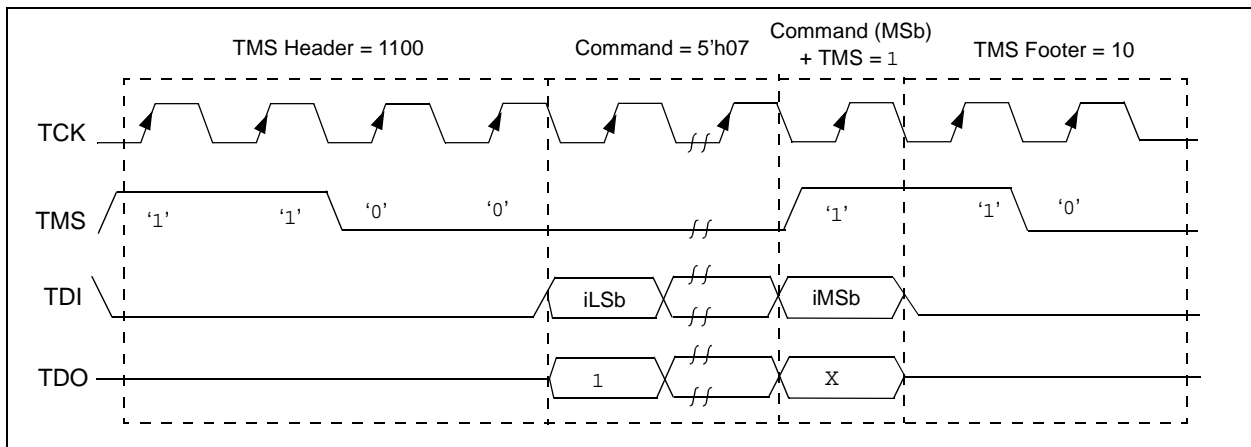 TMS Header = 1100
Command = 5'h07
Command (MSb)
+ TMS = 1
TMS Footer = 10
TCK
TMS
‘1’ ‘1’ ‘0’ ‘0’ ‘1’ ‘1’ ‘0’
TDI
iLSb iMSb
TDO
1 X